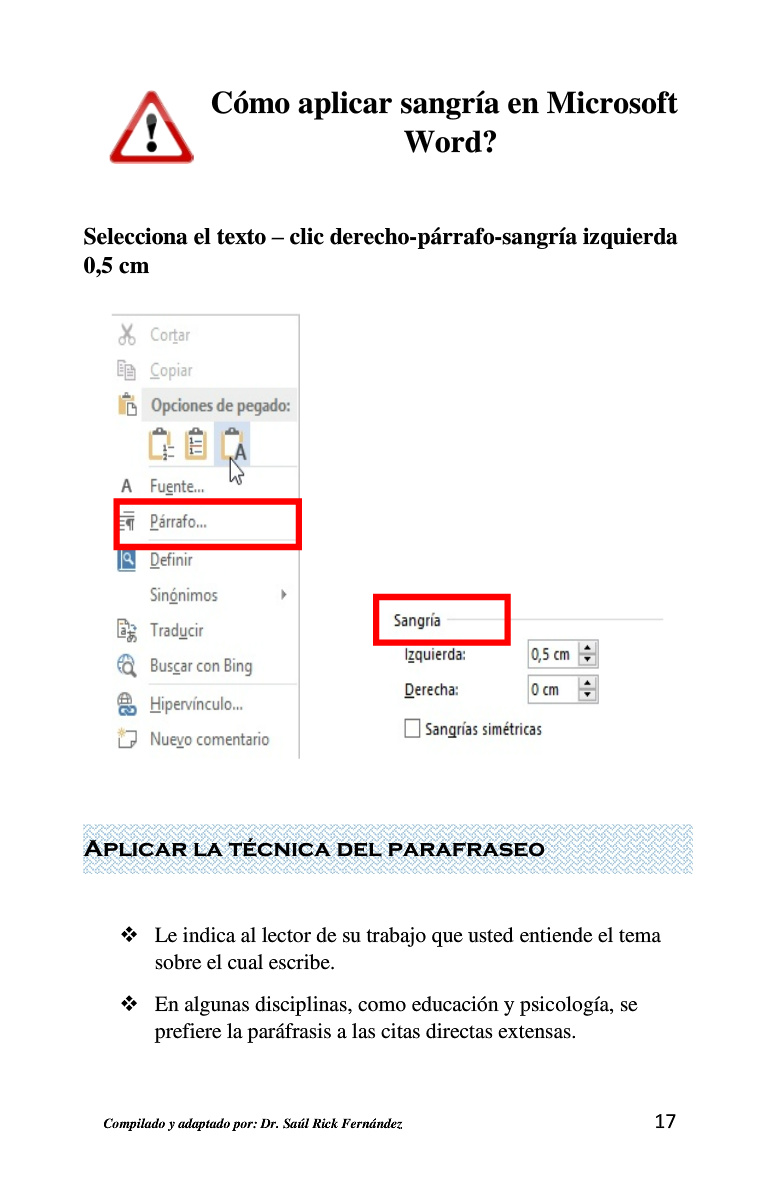 Cómo aplicar sangría en Microsoft
Word?
Selecciona el texto – clic derecho-párrafo-sangría izquierda
0,5 cm
Cortar
Copiar
Opciones de pegado:
A Fuente...
Párrafo...
Definir
Sinónimos
Traducir
Buscar con Bing
Hipervínculo...
Nuevo comentario
Sangría
Izquierda: 0,5 cm
Derecha: 0 cm
Sangrías simétricas
Aplicar la técnica del parafraseo
❖ Le indica al lector de su trabajo que usted entiende el tema
sobre el cual escribe.
❖ En algunas disciplinas, como educación y psicología, se
prefiere la paráfrasis a las citas directas extensas.
Compilado y adaptado por: Dr. Saúl Rick Fernández 17